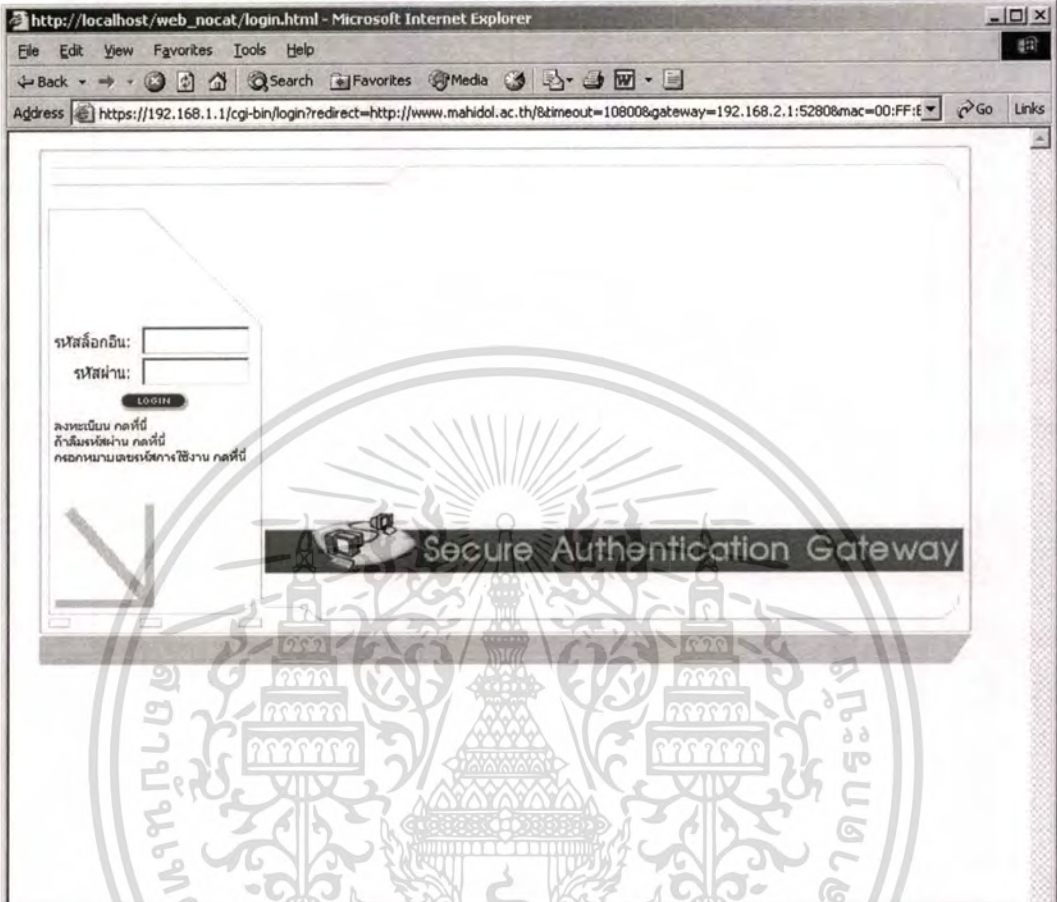 http://localhost/web_nocat/login.html - Microsoft Internet Explorer
File Edit View Favorites Tools Help
Back Search Favorites Media
Address https://192.168.1.1/cgi-bin/login?redirect=http://www.mahidol.ac.th/&timeout=10800&gateway=192.168.2.1:5280&mac=00:FF:E Go Links
รหัสล็อกอิน:
รหัสผ่าน:
LOGIN
ลงทะเบียน กดที่นี่
ถ้าลืมรหัสผ่าน กดที่นี่
กรอกหมายเลขรหัสการใช้งาน กดที่นี่
Secure Authentication Gateway